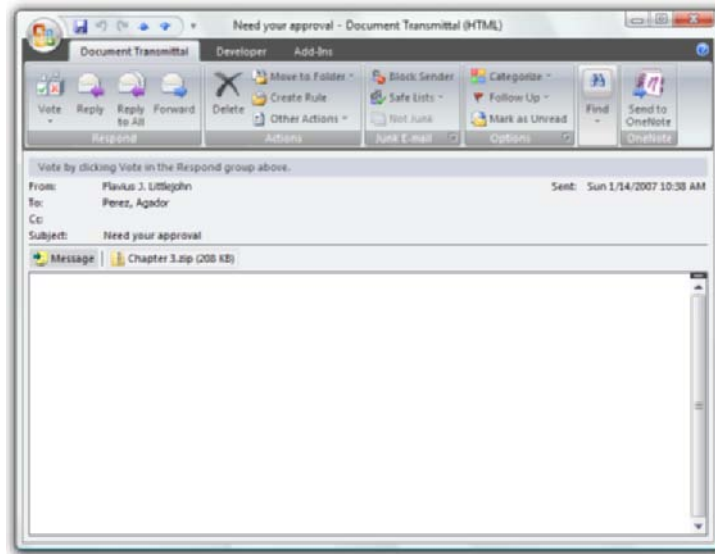 Need your approval - Document Transmittal (HTML)
Document Transmittal Developer Add-Ins
Move to Folder Block Sender Categorize
Vote Reply Reply to All Forward Delete Create Rule Safe Lists Follow Up Find Send to OneNote
Other Actions Not Junk Mark as Unread
Respond Actions Junk E-mail Options OneNote
Vote by clicking Vote in the Respond group above.
From: Flavius J. Littlejohn Sent: Sun 1/14/2007 10:38 AM
To: Perez, Agador
Cc:
Subject: Need your approval
Message Chapter 3.zip (208 KB)